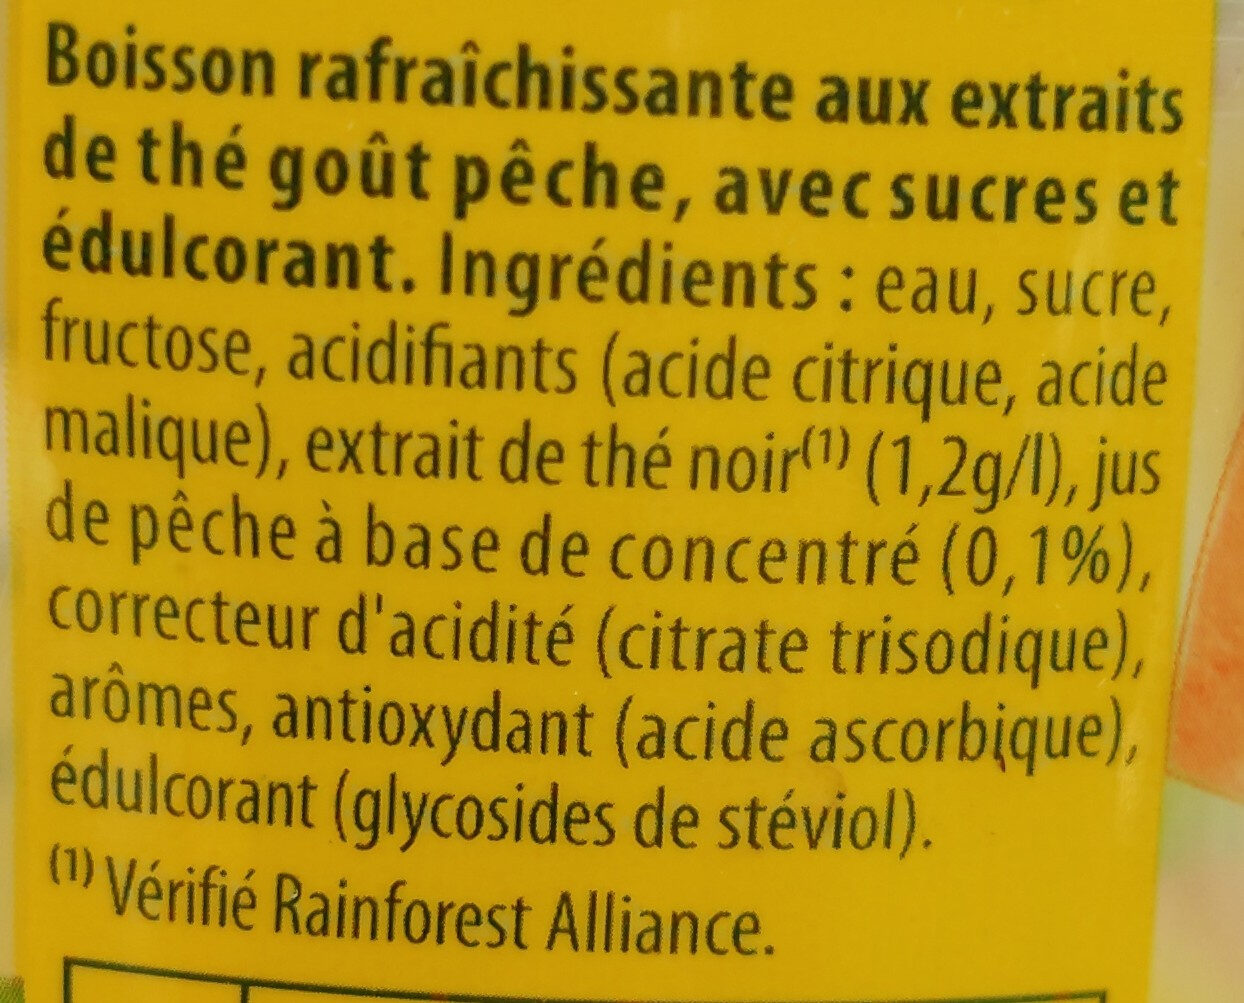 Boisson rafraîchissante aux extraits
de thé goût pêche, avec sucres et
édulcorant. Ingrédients : eau, sucre,
fructose, acidifiants (acide citrique, acide
malique), extrait de thé noir(1) (1,2g/l), jus
de pêche à base de concentré (0,1%),
correcteur d'acidité (citrate trisodique),
arômes, antioxydant (acide ascorbique),
édulcorant (glycosides de stéviol).
(1) Vérifié Rainforest Alliance.